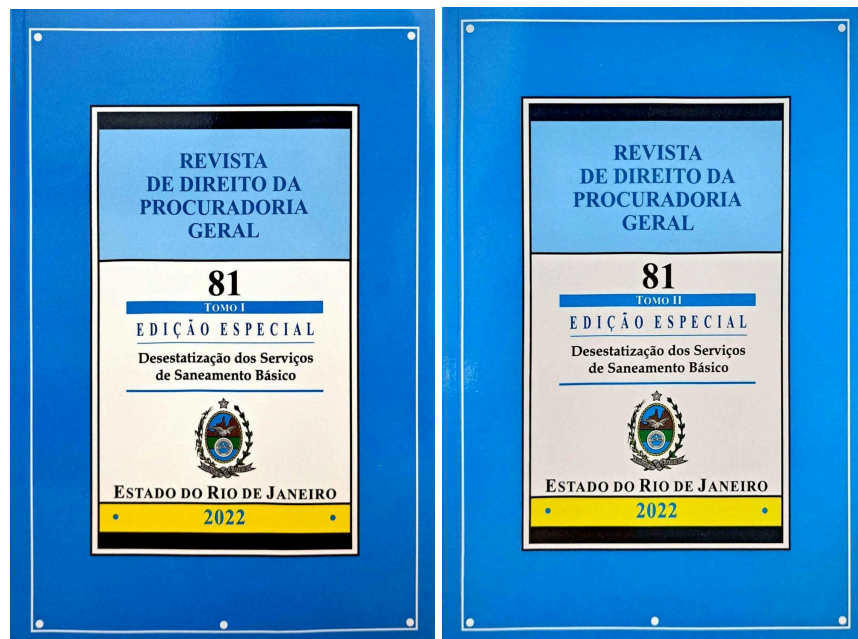 REVISTA
DE DIREITO DA
PROCURADORIA
GERAL
81
TOMO I
EDIÇÃO ESPECIAL
Desestatização dos Serviços
de Saneamento Básico
ESTADO DO RIO DE JANEIRO
2022
REVISTA
DE DIREITO DA
PROCURADORIA
GERAL
81
TOMO II
EDIÇÃO ESPECIAL
Desestatização dos Serviços
de Saneamento Básico
ESTADO DO RIO DE JANEIRO
2022